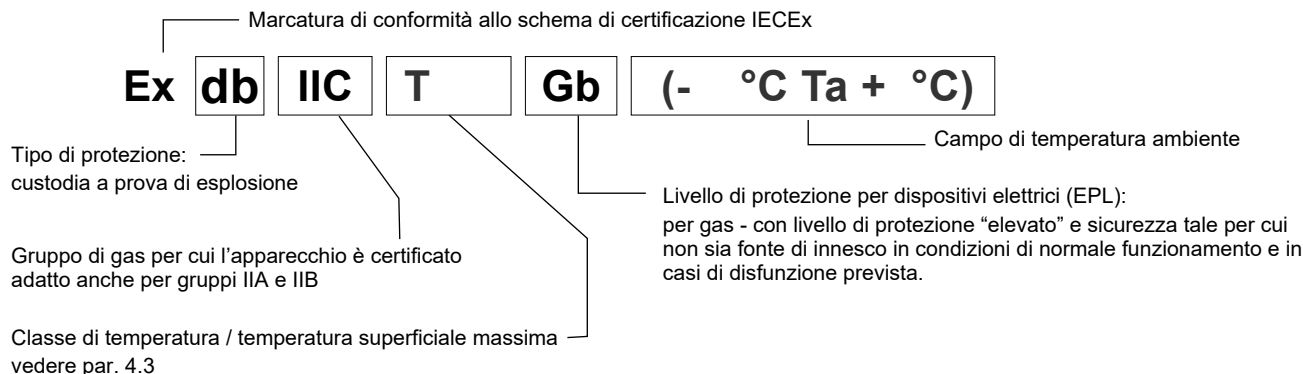 Marcatura di conformità allo schema di certificazione IECEx
Ex db IIC T Gb (- °C Ta + °C)
Campo di temperatura ambiente
Tipo di protezione:
custodia a prova di esplosione
Livello di protezione per dispositivi elettrici (EPL):
per gas - con livello di protezione “elevato” e sicurezza tale per cui
non sia fonte di innesco in condizioni di normale funzionamento e in
casi di disfunzione prevista.
Gruppo di gas per cui l’apparecchio è certificato
adatto anche per gruppi IIA e IIB
Classe di temperatura / temperatura superficiale massima
vedere par. 4.3